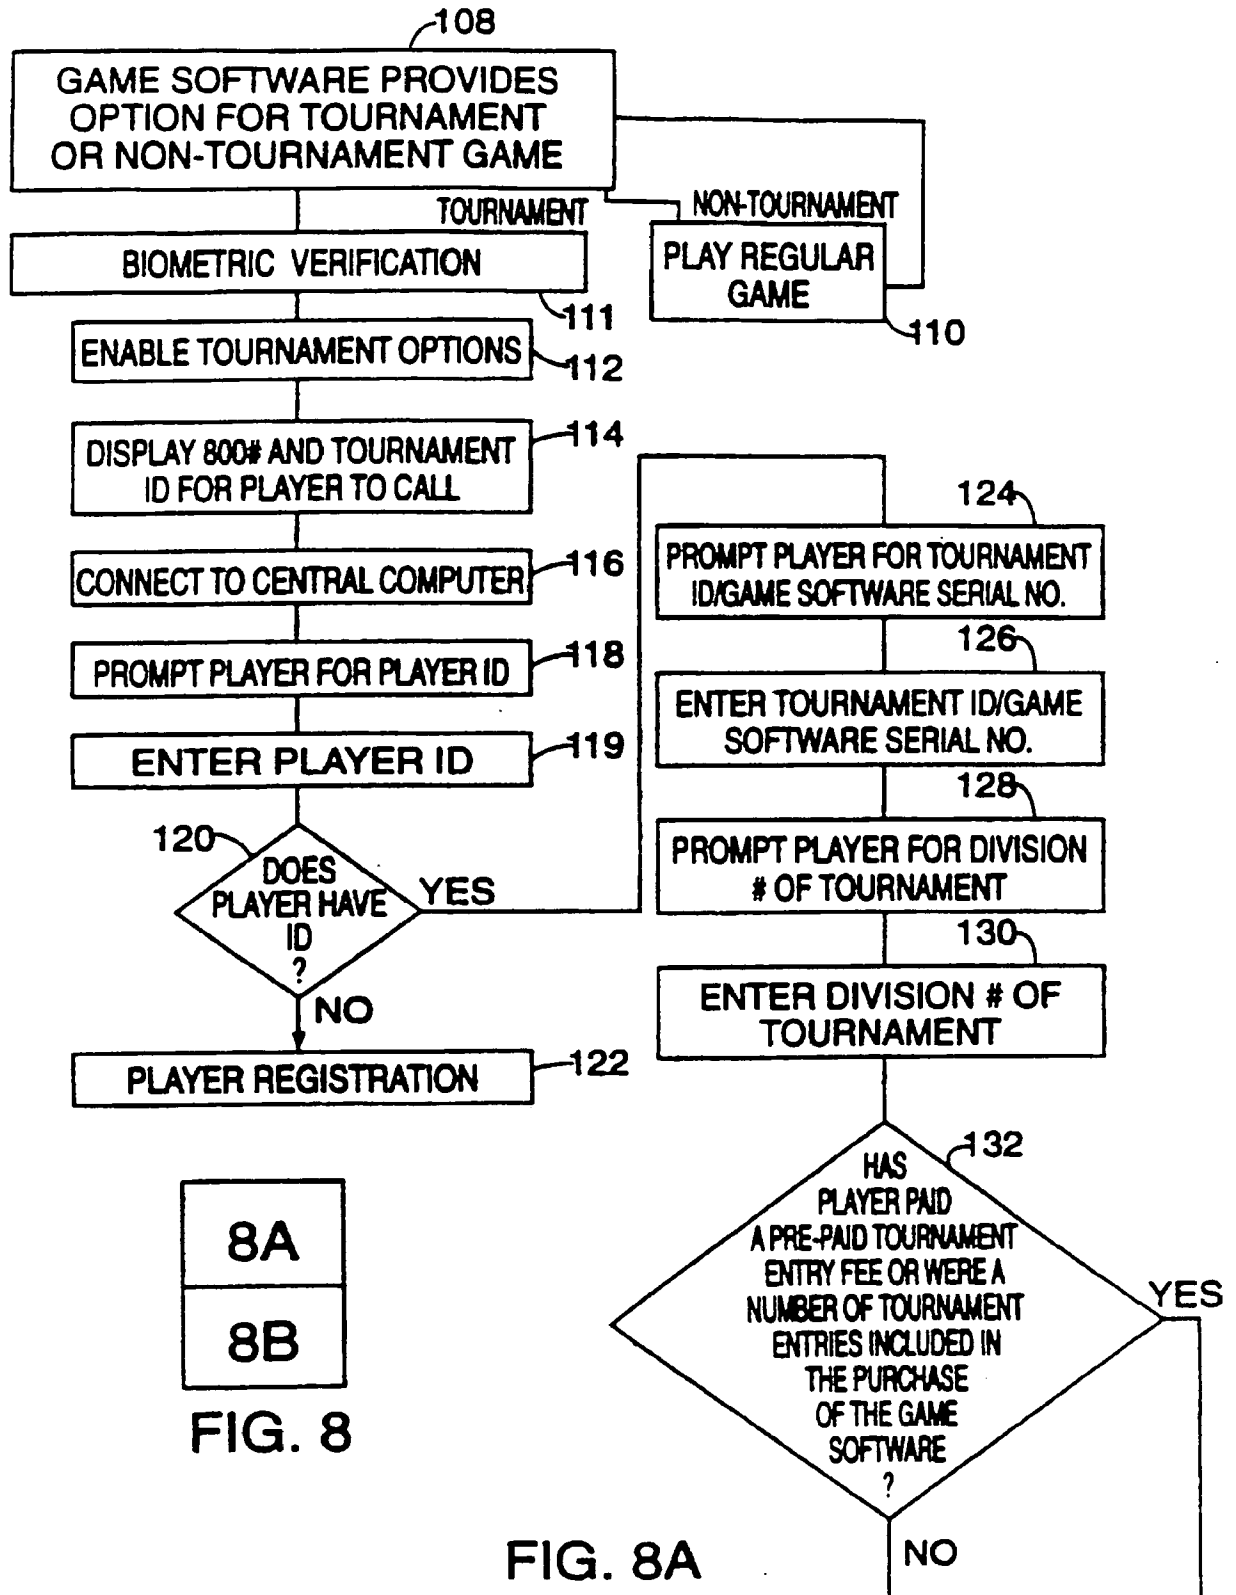 108
GAME SOFTWARE PROVIDES
OPTION FOR TOURNAMENT
OR NON-TOURNAMENT GAME
TOURNAMENT
NON-TOURNAMENT
BIOMETRIC VERIFICATION
111
PLAY REGULAR
GAME
110
ENABLE TOURNAMENT OPTIONS
112
DISPLAY 800# AND TOURNAMENT
ID FOR PLAYER TO CALL
114
CONNECT TO CENTRAL COMPUTER
116
PROMPT PLAYER FOR PLAYER ID
118
ENTER PLAYER ID
119
120
DOES
PLAYER HAVE
ID
?
YES
NO
PLAYER REGISTRATION
122
124
PROMPT PLAYER FOR TOURNAMENT
ID/GAME SOFTWARE SERIAL NO.
126
ENTER TOURNAMENT ID/GAME
SOFTWARE SERIAL NO.
128
PROMPT PLAYER FOR DIVISION
# OF TOURNAMENT
130
ENTER DIVISION # OF
TOURNAMENT
132
HAS
PLAYER PAID
A PRE-PAID TOURNAMENT
ENTRY FEE OR WERE A
NUMBER OF TOURNAMENT
ENTRIES INCLUDED IN
THE PURCHASE
OF THE GAME
SOFTWARE
?
YES
NO
8A
8B
FIG. 8
FIG. 8A